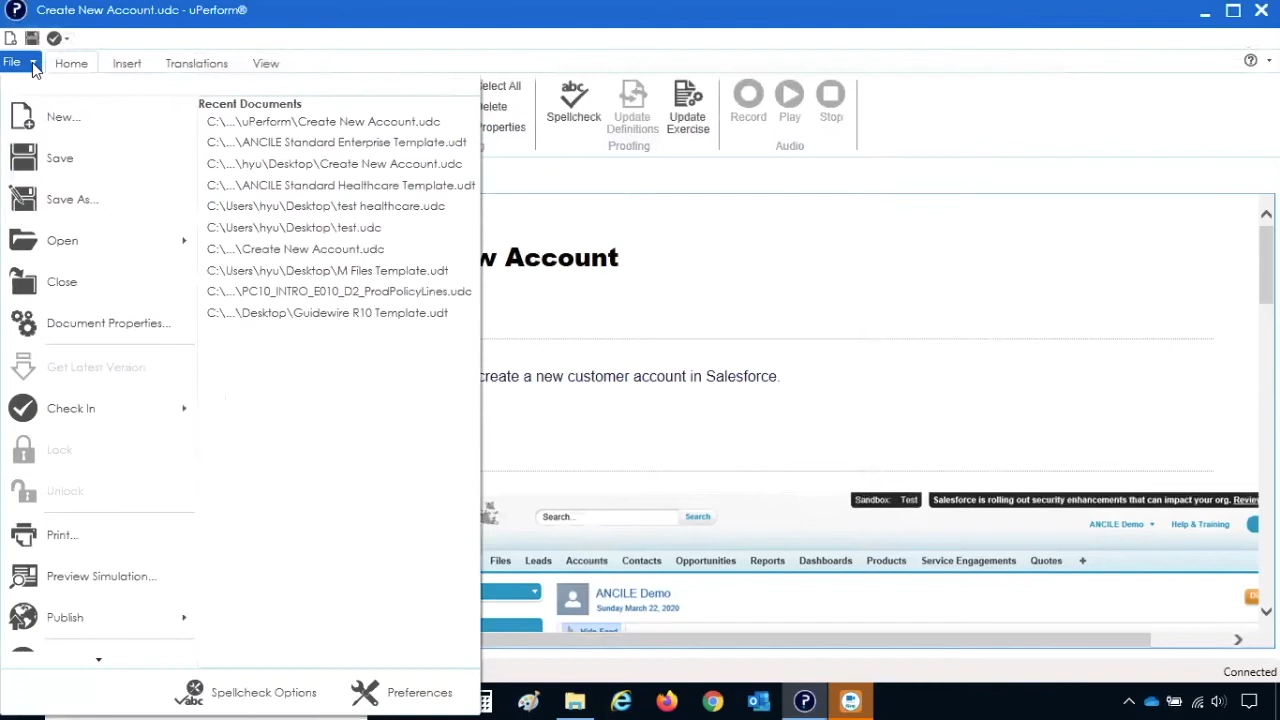 Create New Account.udc - uPerform®
File Home Insert Translations View
New...
Save
Save As...
Open
Close
Document Properties...
Get Latest Version
Check In
Lock
Unlock
Print...
Preview Simulation...
Publish
Recent Documents
C:\...\uPerform\Create New Account.udc
C:\...\ANCILE Standard Enterprise Template.udt
C:\...hyu\Desktop\Create New Account.udc
C:\...\ANCILE Standard Healthcare Template.udt
C:\Users\hyu\Desktop\test healthcare.udc
C:\Users\hyu\Desktop\test.udc
C:\...\Create New Account.udc
C:\Users\hyu\Desktop\M Files Template.udt
C:\...\PC10_INTRO_E010_D2_ProdPolicyLines.udc
C:\...\Desktop\Guidewire R10 Template.udt
Spellcheck Options Preferences
elect All
elete
roperties
abc
Spellcheck
Update Definitions
Update Exercise
Proofing
Record Play Stop
Audio
w Account
create a new customer account in Salesforce.
Sandbox: Test Salesforce is rolling out security enhancements that can impact your org. Review
Search... Search
ANCILE Demo Help & Training
Files Leads Accounts Contacts Opportunities Reports Dashboards Products Service Engagements Quotes +
ANCILE Demo
Sunday March 22, 2020
Hide Feed
Connected